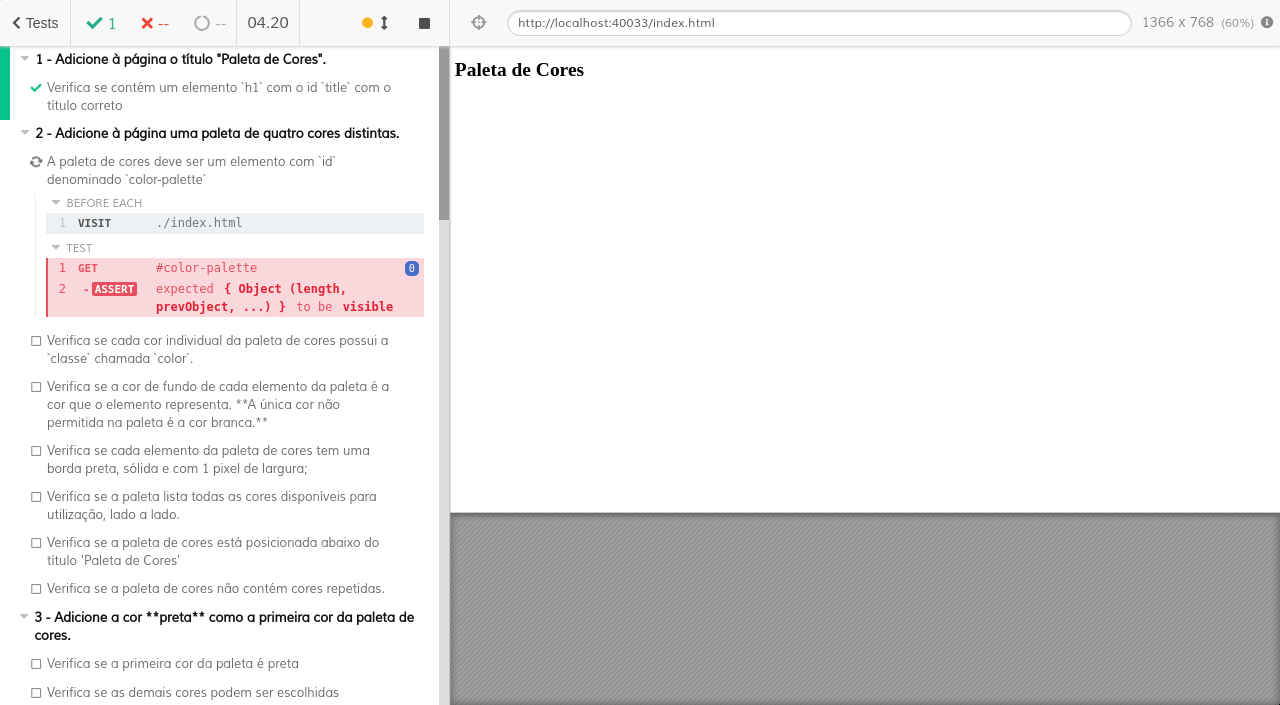 Tests 1 -- -- 04.20 http://localhost:40033/index.html 1366 x 768 (60%)
1 - Adicione à página o título "Paleta de Cores".
Verifica se contém um elemento `h1` com o id `title` com o
título correto
2 - Adicione à página uma paleta de quatro cores distintas.
A paleta de cores deve ser um elemento com `id`
denominado `color-palette`
BEFORE EACH
1 VISIT ./index.html
TEST
1 GET #color-palette 0
2 -ASSERT expected { Object (length,
prevObject, ...) } to be visible
Verifica se cada cor individual da paleta de cores possui a
`classe` chamada `color`.
Verifica se a cor de fundo de cada elemento da paleta é a
cor que o elemento representa. **A única cor não
permitida na paleta é a cor branca.**
Verifica se cada elemento da paleta de cores tem uma
borda preta, sólida e com 1 pixel de largura;
Verifica se a paleta lista todas as cores disponíveis para
utilização, lado a lado.
Verifica se a paleta de cores está posicionada abaixo do
título 'Paleta de Cores'
Verifica se a paleta de cores não contém cores repetidas.
3 - Adicione a cor **preta** como a primeira cor da paleta de
cores.
Verifica se a primeira cor da paleta é preta
Verifica se as demais cores podem ser escolhidas
Paleta de Cores